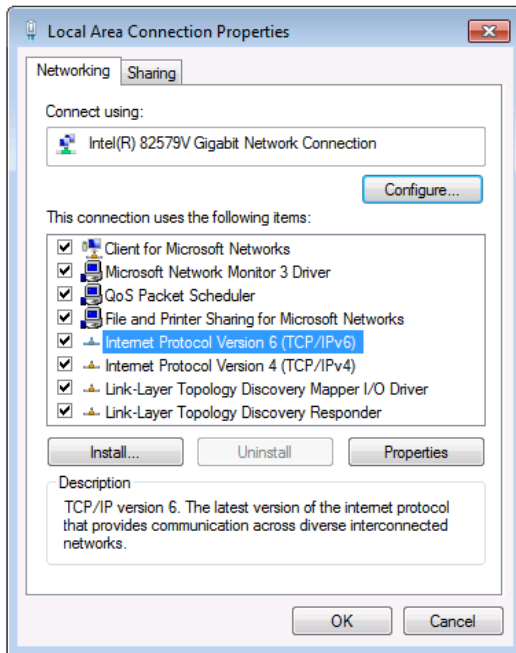 Local Area Connection Properties
Networking
Sharing
Connect using:
Intel(R) 82579V Gigabit Network Connection
Configure...
This connection uses the following items:
Client for Microsoft Networks
Microsoft Network Monitor 3 Driver
QoS Packet Scheduler
File and Printer Sharing for Microsoft Networks
Internet Protocol Version 6 (TCP/IPv6)
Internet Protocol Version 4 (TCP/IPv4)
Link-Layer Topology Discovery Mapper I/O Driver
Link-Layer Topology Discovery Responder
Install...
Uninstall
Properties
Description
TCP/IP version 6. The latest version of the internet protocol
that provides communication across diverse interconnected
networks.
OK
Cancel